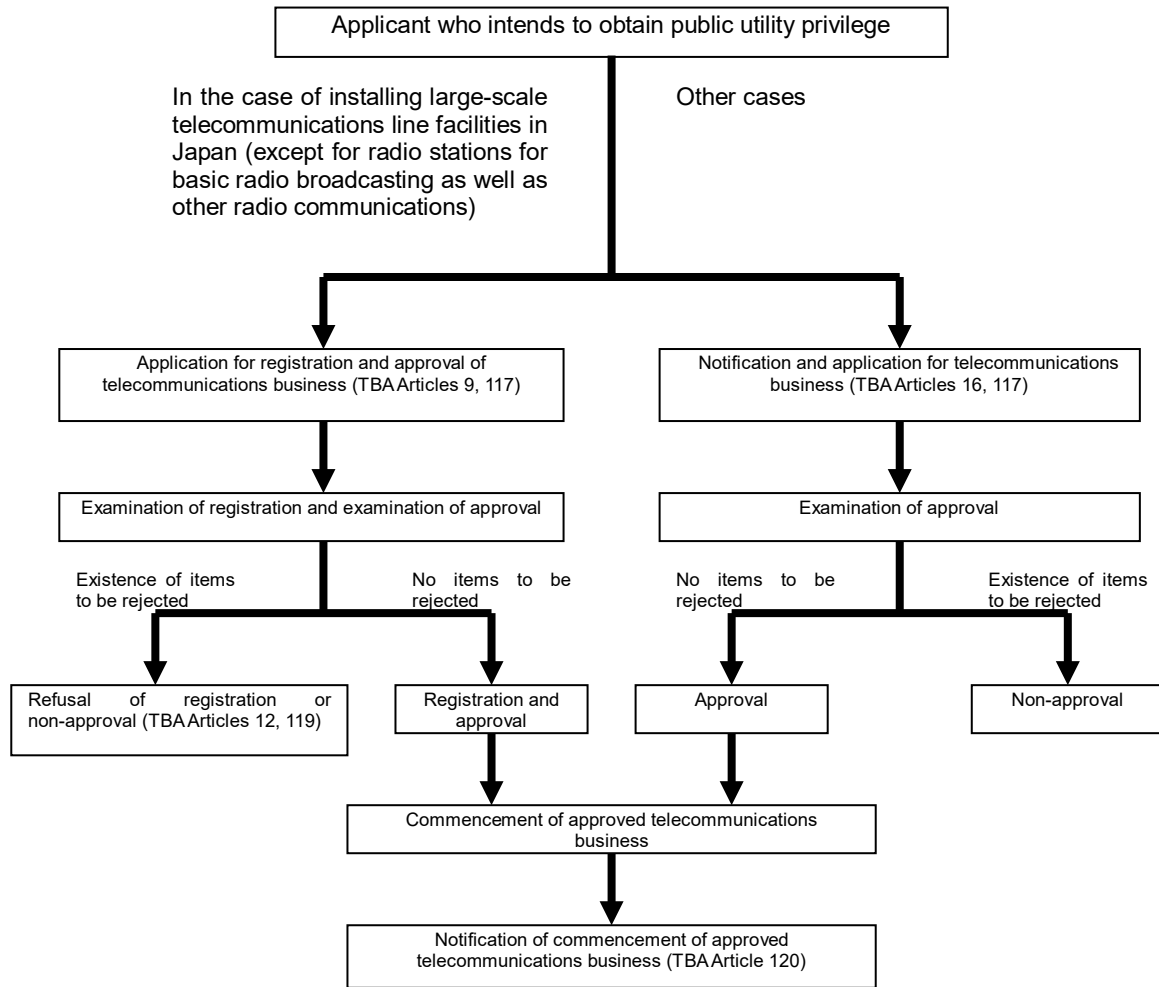 Applicant who intends to obtain public utility privilege
In the case of installing large-scale
telecommunications line facilities in
Japan (except for radio stations for
basic radio broadcasting as well as
other radio communications)
Other cases
Application for registration and approval of
telecommunications business (TBA Articles 9, 117)
Notification and application for telecommunications
business (TBA Articles 16, 117)
Examination of registration and examination of approval
Examination of approval
Existence of items
to be rejected
No items to be
rejected
No items to be
rejected
Existence of items
to be rejected
Refusal of registration or
non-approval (TBA Articles 12, 119)
Registration and
approval
Approval
Non-approval
Commencement of approved telecommunications
business
Notification of commencement of approved
telecommunications business (TBA Article 120)